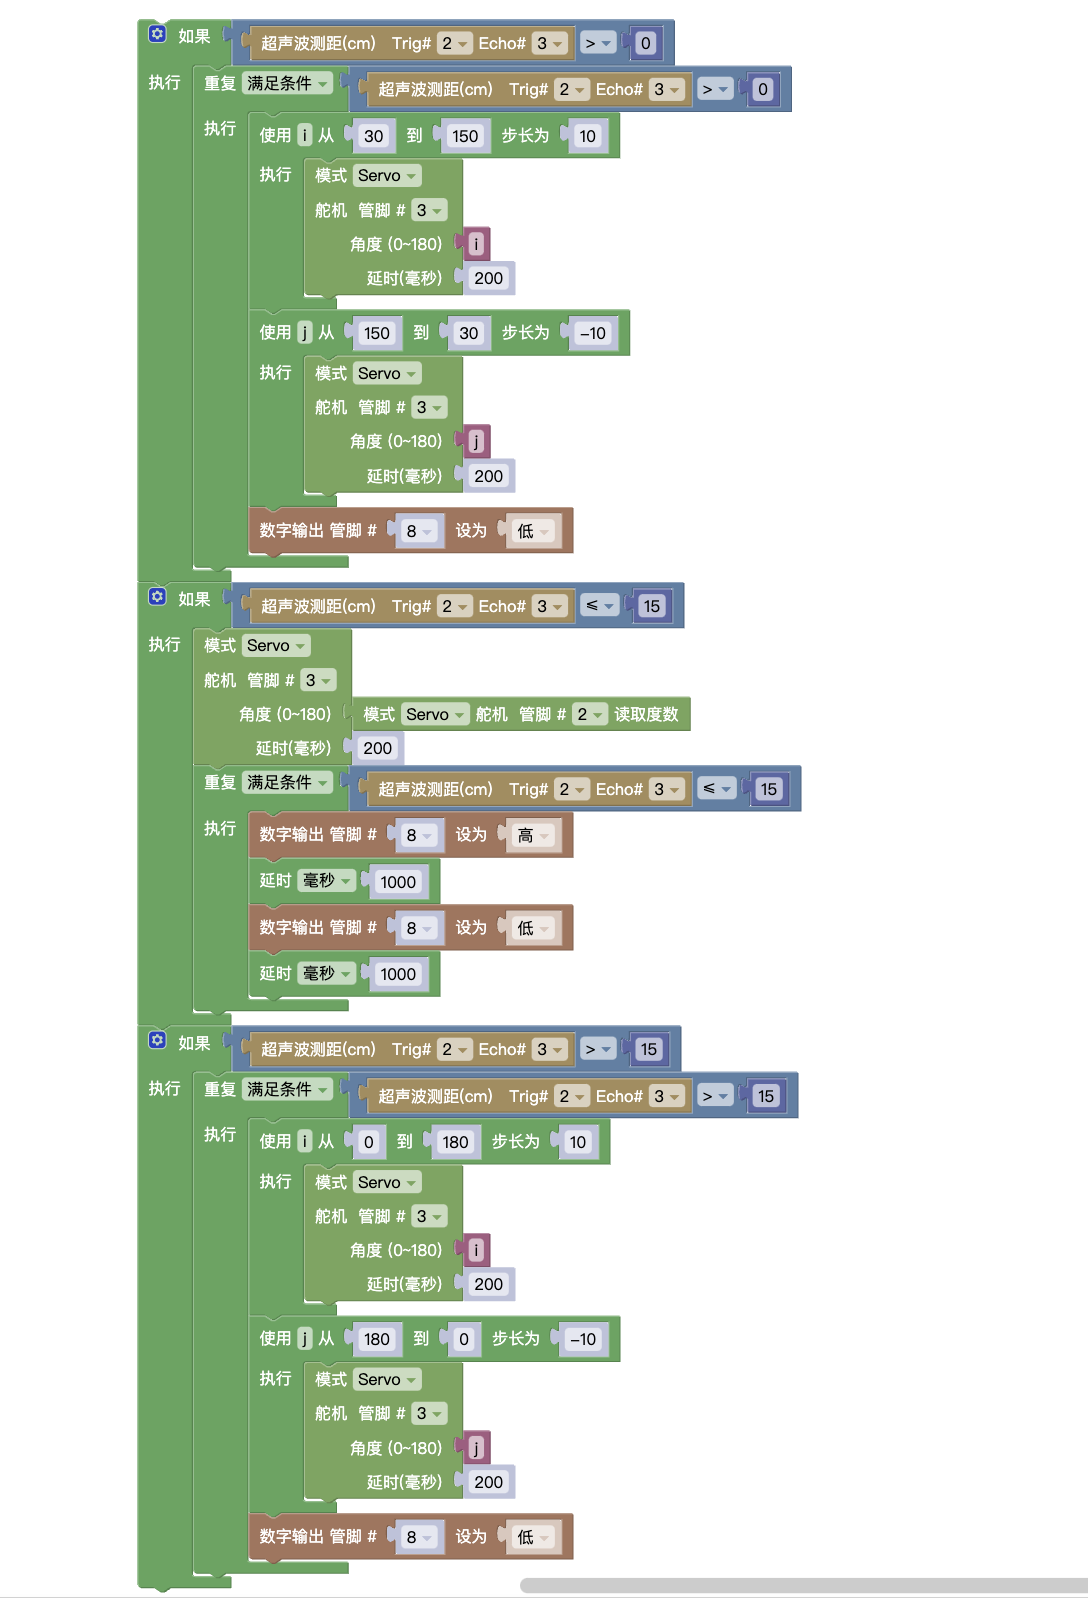 如果 超声波测距(cm) Trig# 2 Echo# 3 > 0
执行 重复 满足条件 超声波测距(cm) Trig# 2 Echo# 3 > 0
执行 使用 i 从 30 到 150 步长为 10
执行 模式 Servo
舵机 管脚 # 3
角度 (0~180) i
延时(毫秒) 200
使用 j 从 150 到 30 步长为 -10
执行 模式 Servo
舵机 管脚 # 3
角度 (0~180) j
延时(毫秒) 200
数字输出 管脚 # 8 设为 低
如果 超声波测距(cm) Trig# 2 Echo# 3 ≤ 15
执行 模式 Servo
舵机 管脚 # 3
角度 (0~180) 模式 Servo 舵机 管脚 # 2 读取度数
延时(毫秒) 200
重复 满足条件 超声波测距(cm) Trig# 2 Echo# 3 ≤ 15
执行 数字输出 管脚 # 8 设为 高
延时 毫秒 1000
数字输出 管脚 # 8 设为 低
延时 毫秒 1000
如果 超声波测距(cm) Trig# 2 Echo# 3 > 15
执行 重复 满足条件 超声波测距(cm) Trig# 2 Echo# 3 > 15
执行 使用 i 从 0 到 180 步长为 10
执行 模式 Servo
舵机 管脚 # 3
角度 (0~180) i
延时(毫秒) 200
使用 j 从 180 到 0 步长为 -10
执行 模式 Servo
舵机 管脚 # 3
角度 (0~180) j
延时(毫秒) 200
数字输出 管脚 # 8 设为 低